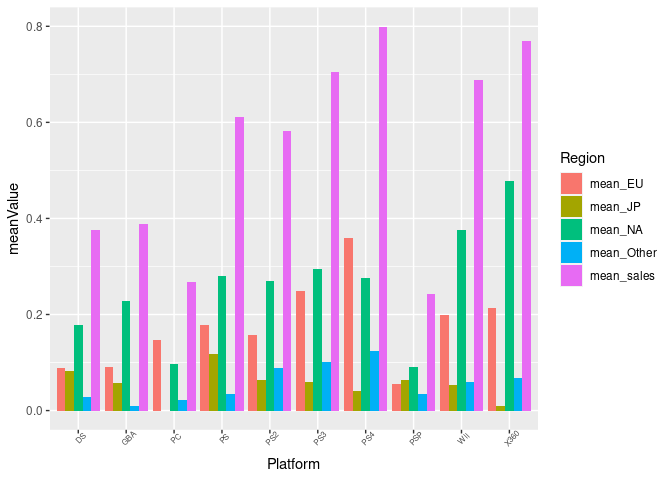 0.8
0.6
0.4
0.2
0.0
meanValue
DS
GBA
PC
PS
PS2
PS3
PS4
PSP
Wii
X360
Platform
Region
mean_EU
mean_JP
mean_NA
mean_Other
mean_sales